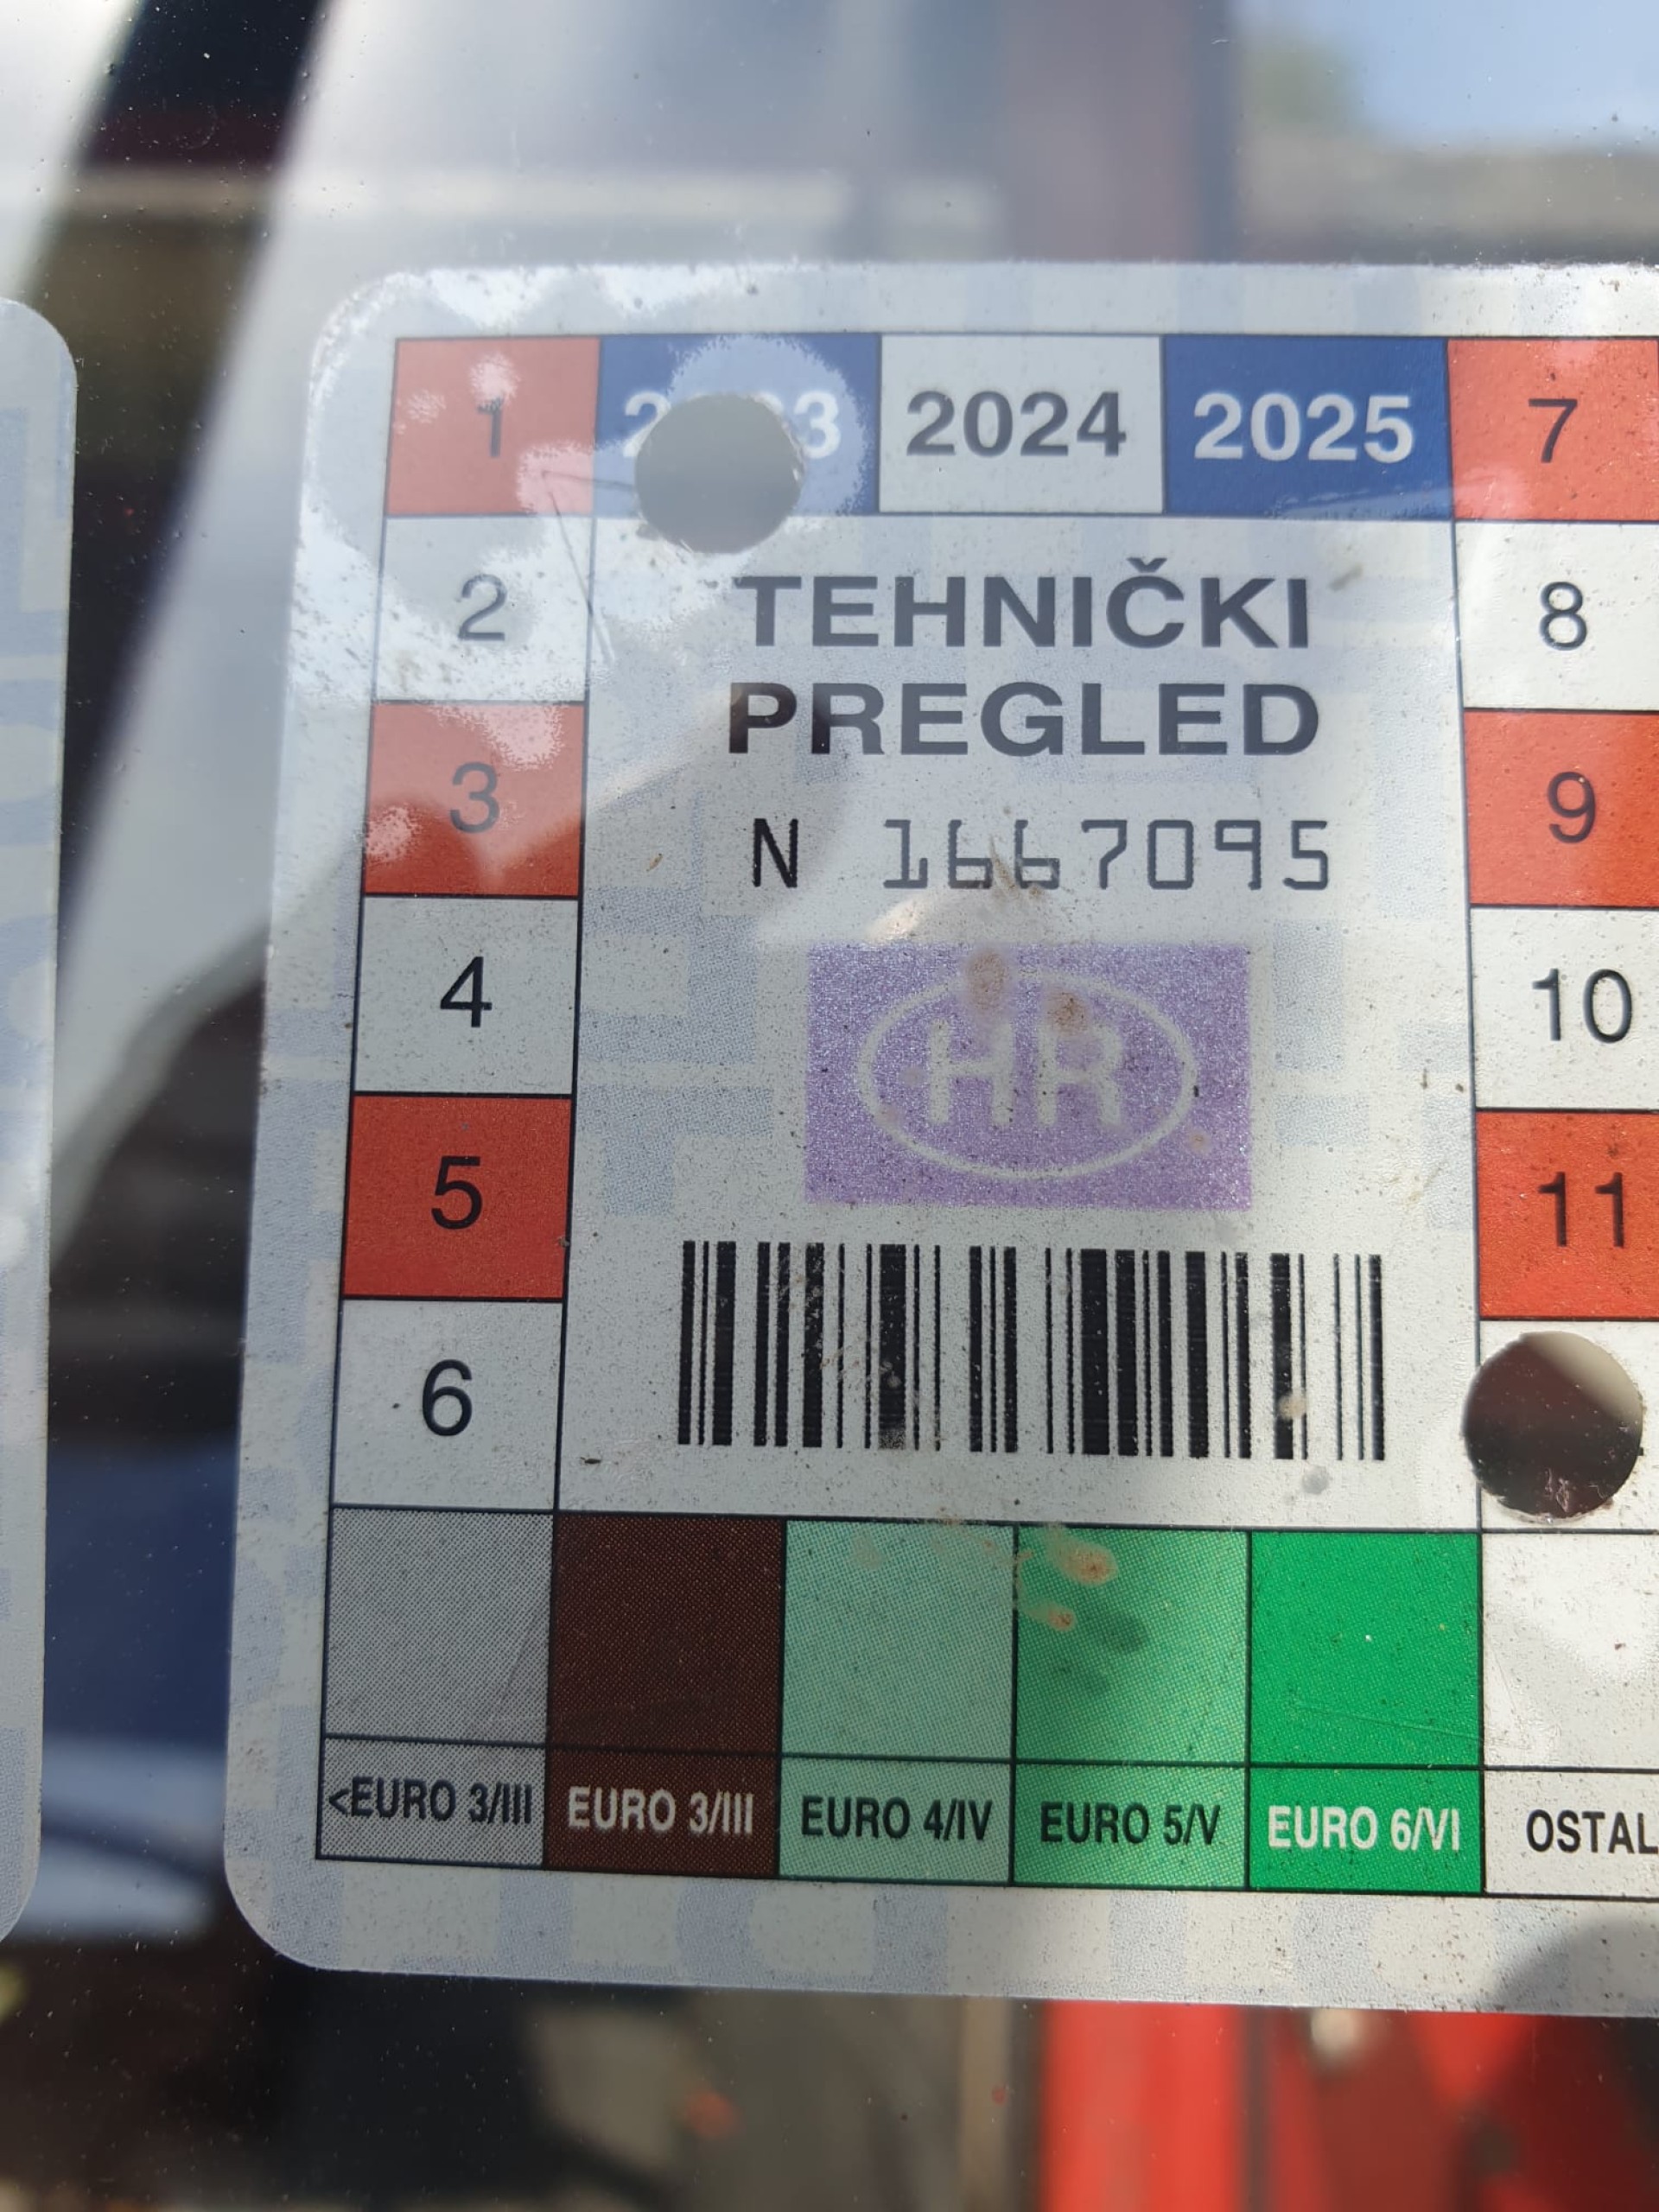 1 2024 2025 7
2 TEHNIČKI 8
PREGLED
3 N 1667095 9
4 HR 10
5 11
6
<EURO 3/III EURO 3/III EURO 4/IV EURO 5/V EURO 6/VI